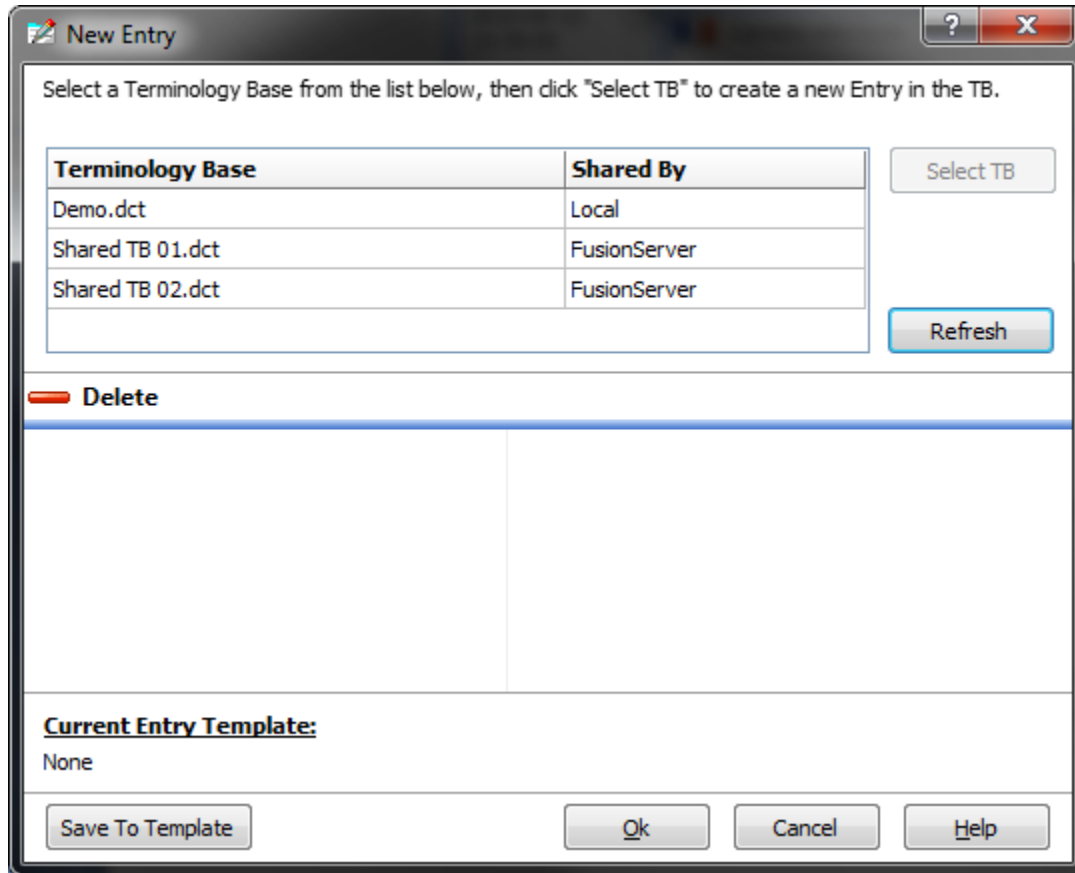 New Entry
Select a Terminology Base from the list below, then click "Select TB" to create a new Entry in the TB.
Terminology Base Shared By
Select TB
Demo.dct Local
Shared TB 01.dct FusionServer
Shared TB 02.dct FusionServer
Refresh
Delete
Current Entry Template:
None
Save To Template Ok Cancel Help